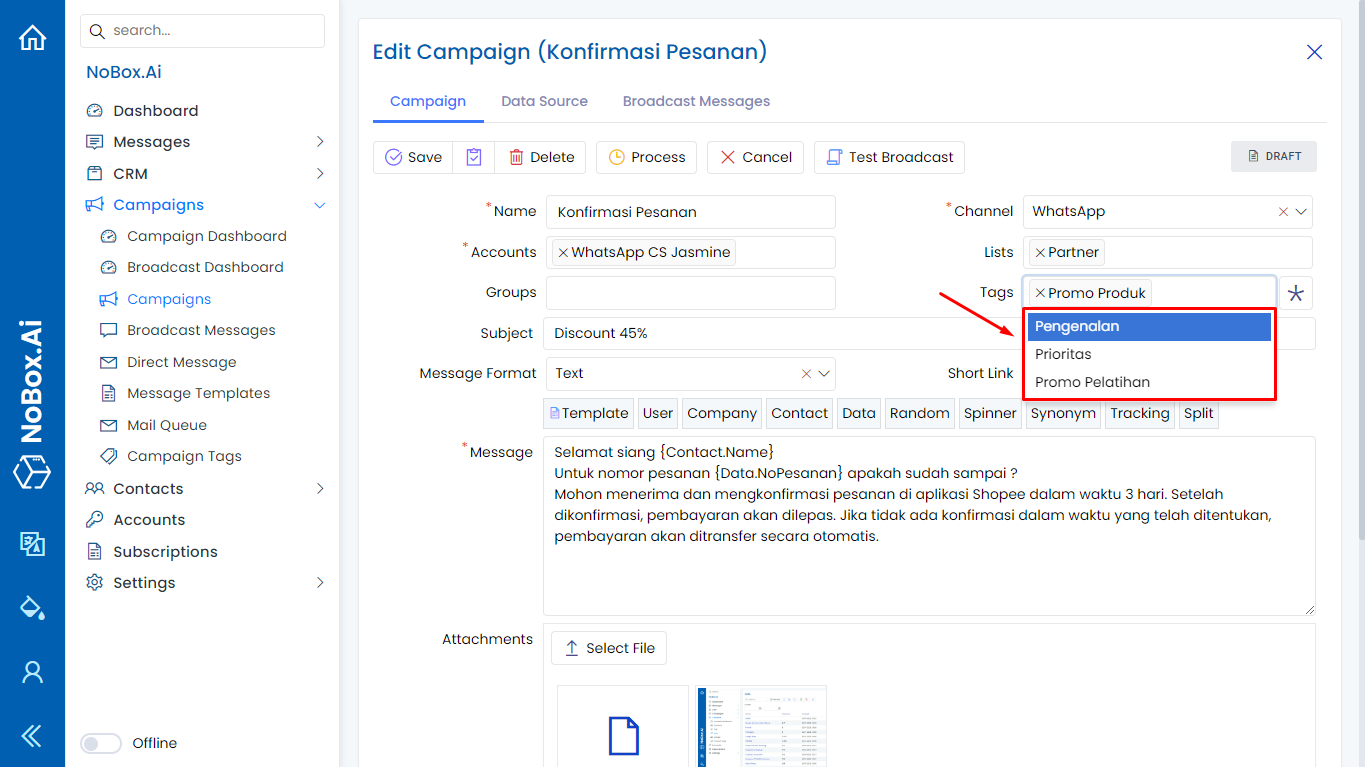 search...
NoBox.Ai
Dashboard
Messages
CRM
Campaigns
Campaign Dashboard
Broadcast Dashboard
Campaigns
Broadcast Messages
Direct Message
Message Templates
Mail Queue
Campaign Tags
Contacts
Accounts
Subscriptions
Settings
Offline
NoBox.Ai
Edit Campaign (Konfirmasi Pesanan)
Campaign Data Source Broadcast Messages
Save Delete Process Cancel Test Broadcast DRAFT
*Name Konfirmasi Pesanan *Channel WhatsApp
*Accounts WhatsApp CS Jasmine Lists Partner
Groups Tags Promo Produk
Pengenalan
Prioritas
Promo Pelatihan
Subject Discount 45%
Message Format Text Short Link
Template User Company Contact Data Random Spinner Synonym Tracking Split
*Message Selamat siang {Contact.Name}
Untuk nomor pesanan {Data.NoPesanan} apakah sudah sampai ?
Mohon menerima dan mengkonfirmasi pesanan di aplikasi Shopee dalam waktu 3 hari. Setelah
dikonfirmasi, pembayaran akan dilepas. Jika tidak ada konfirmasi dalam waktu yang telah ditentukan,
pembayaran akan ditransfer secara otomatis.
Attachments Select File